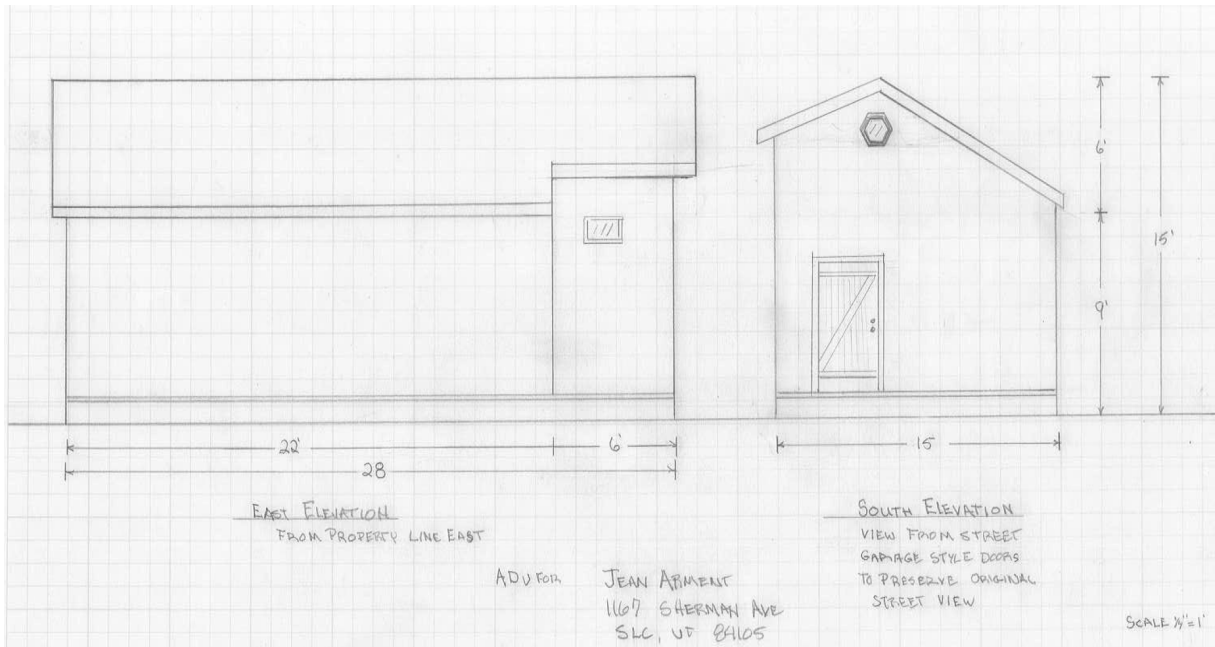 6'
15'
9'
22'
6'
15
28
EAST ELEVATION
FROM PROPERTY LINE EAST
SOUTH ELEVATION
VIEW FROM STREET
GARAGE STYLE DOORS
TO PRESERVE ORIGINAL
STREET VIEW
ADU FOR JEAN ARMENT
1167 SHERMAN AVE
SLC, UT 84105
SCALE 1/4"=1'